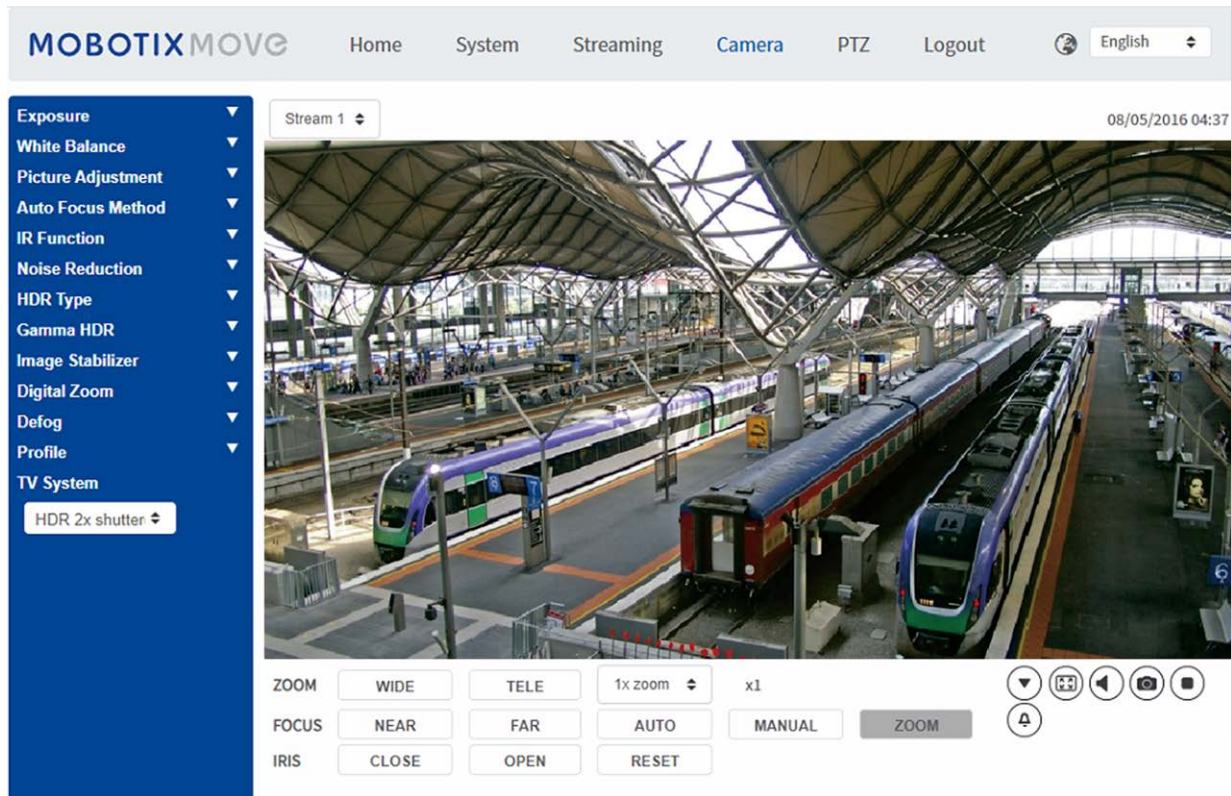 MOBOTIX MOVE Home System Streaming Camera PTZ Logout English
Exposure
White Balance
Picture Adjustment
Auto Focus Method
IR Function
Noise Reduction
HDR Type
Gamma HDR
Image Stabilizer
Digital Zoom
Defog
Profile
TV System
HDR 2x shutter
Stream 1
08/05/2016 04:37
8
7
6
ZOOM WIDE TELE 1x zoom x1
FOCUS NEAR FAR AUTO MANUAL ZOOM
IRIS CLOSE OPEN RESET